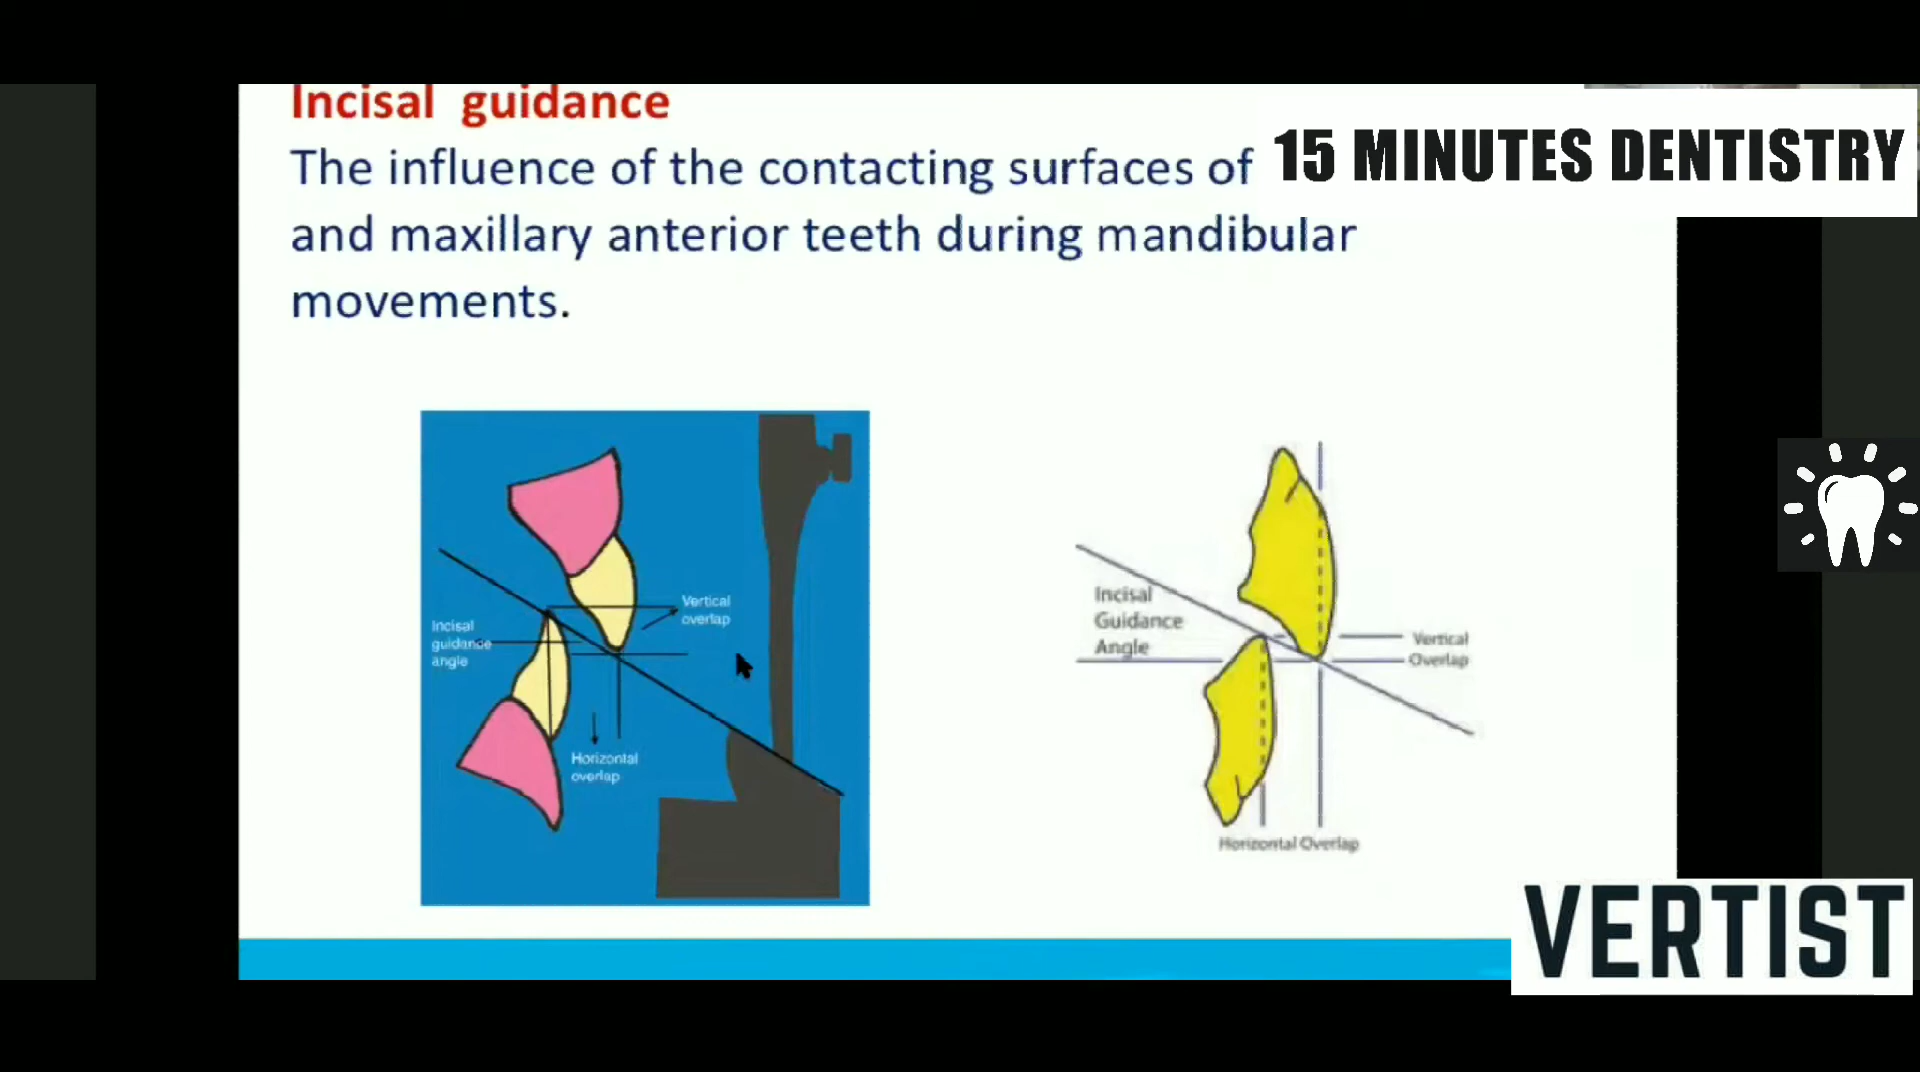 Incisal guidance
The influence of the contacting surfaces of
and maxillary anterior teeth during mandibular
movements.
15 MINUTES DENTISTRY
Vertical
overlap
Incisal
guidance
angle
Horizontal
overlap
Incisal
Guidance
Angle
Vertical
Overlap
Horizontal Overlap
VERTIST